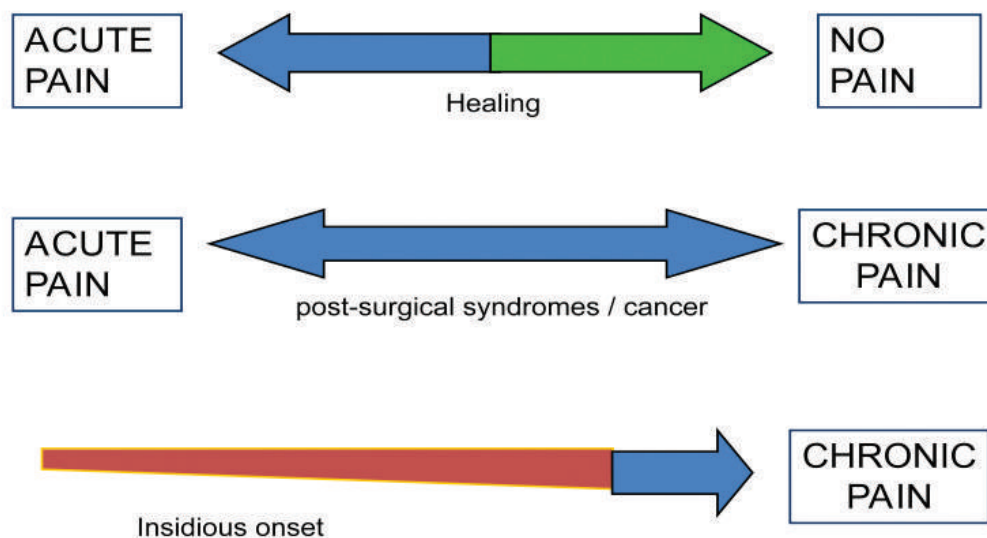 ACUTE
PAIN
Healing
NO
PAIN
ACUTE
PAIN
post-surgical syndromes / cancer
CHRONIC
PAIN
Insidious onset
CHRONIC
PAIN